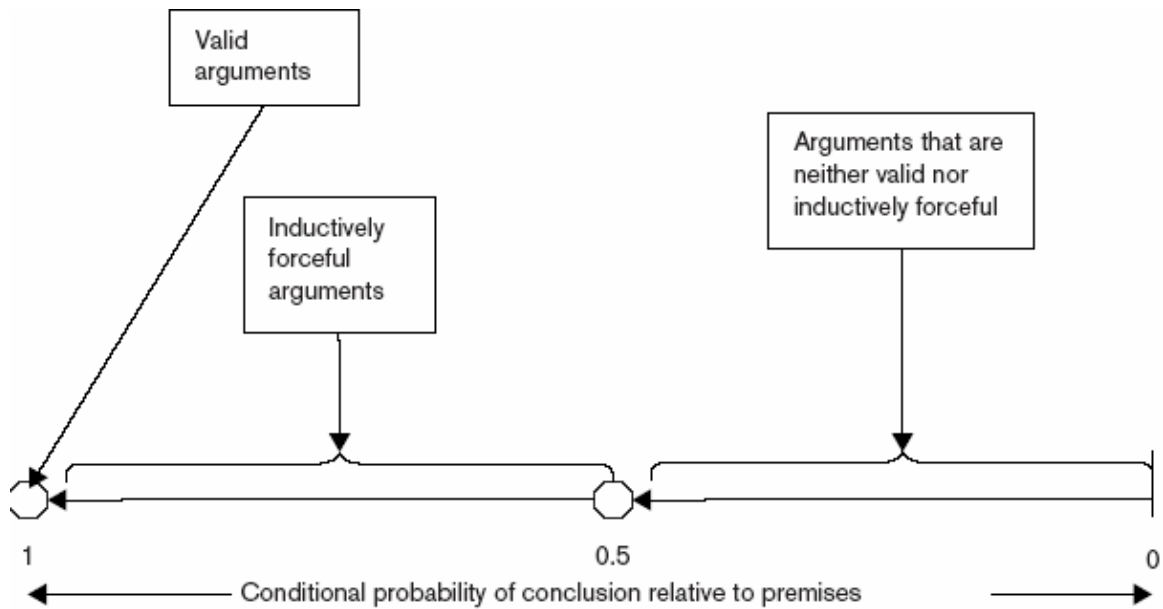 Valid
arguments
Inductively
forceful
arguments
Arguments that are
neither valid nor
inductively forceful
1
0.5
0
Conditional probability of conclusion relative to premises